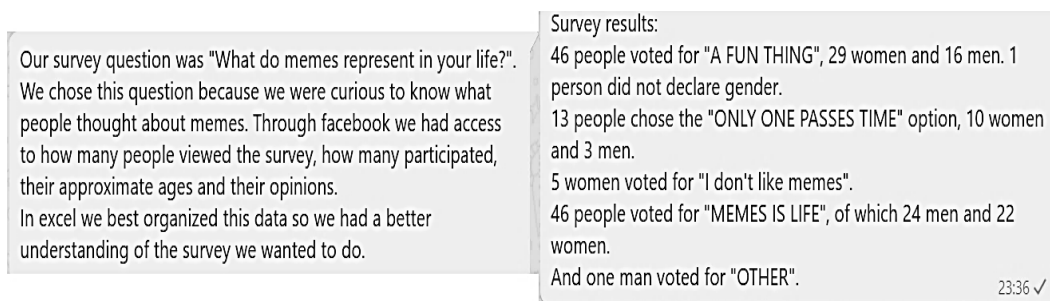 Our survey question was "What do memes represent in your life?".
We chose this question because we were curious to know what
people thought about memes. Through facebook we had access
to how many people viewed the survey, how many participated,
their approximate ages and their opinions.
In excel we best organized this data so we had a better
understanding of the survey we wanted to do.
Survey results:
46 people voted for "A FUN THING", 29 women and 16 men. 1
person did not declare gender.
13 people chose the "ONLY ONE PASSES TIME" option, 10 women
and 3 men.
5 women voted for "I don't like memes".
46 people voted for "MEMES IS LIFE", of which 24 men and 22
women.
And one man voted for "OTHER".
23:36 ✓